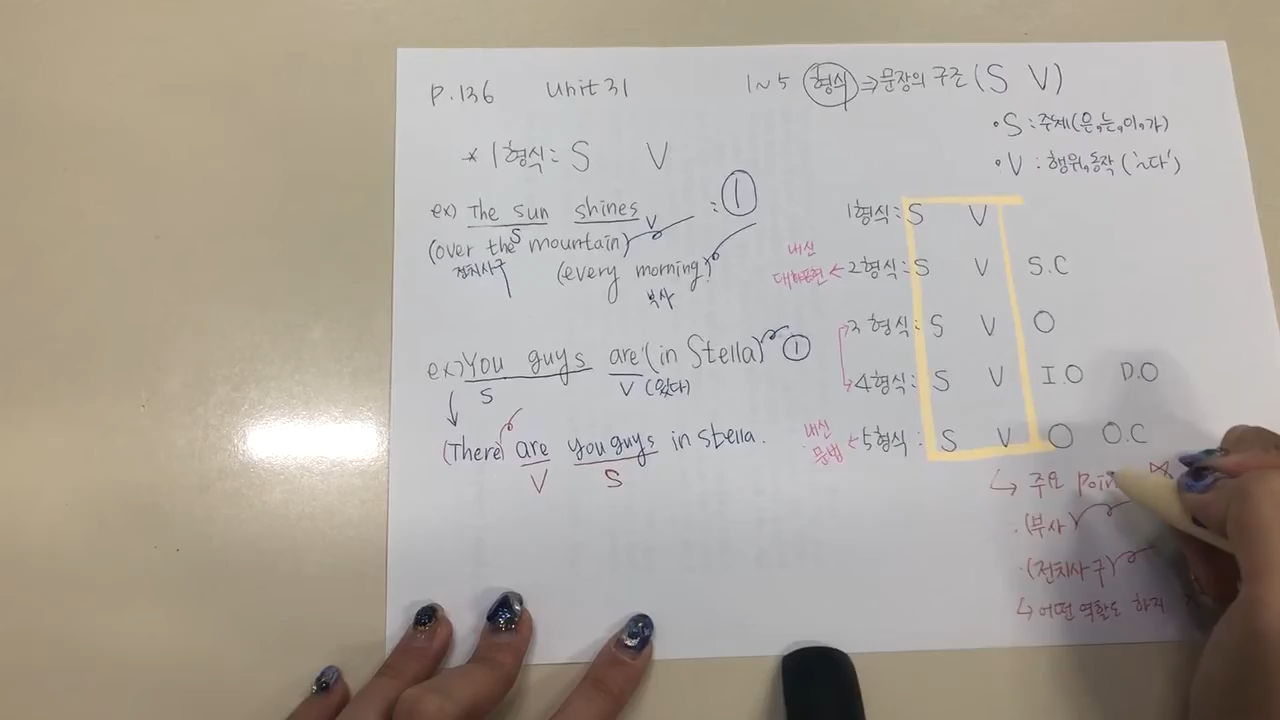 P.136 Unit 31
1~5 형식 ⇒ 문장의 구조 (S V)
• S : 주체(은,는,이,가)
• V : 행위,동작 ('~다')
* 1형식: S V
ex) The sun shines : ①
S V
(over the mountain)
전치사구
(every morning)
부사
ex) You guys are (in Stella) ①
S V (있다)
↓
(There) are you guys in stella.
V S
1형식: S V
내신
대화표현 ← 2형식: S V S.C
3형식: S V O
4형식: S V I.O D.O
내신
문법 ← 5형식: S V O O.C
↳ 주요
· (부사)
· (전치사구)
↳ 어떤 역할도 하지